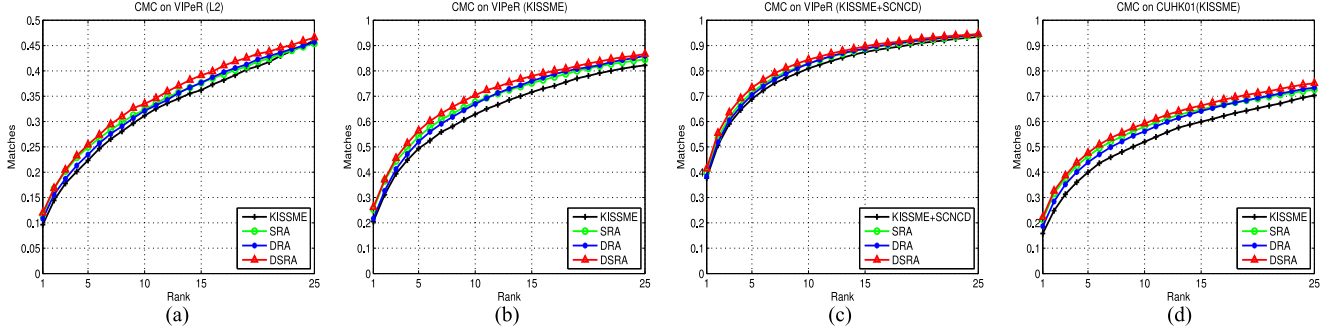 CMC on VIPeR (L2)
0.5
0.45
0.4
0.35
0.3
0.25
0.2
0.15
0.1
0.05
0
Matches
1
5
10
15
25
Rank
KISSME
SRA
DRA
DSRA
(a)
CMC on VIPeR (KISSME)
1
0.9
0.8
0.7
0.6
0.5
0.4
0.3
0.2
0.1
0
Matches
1
5
10
15
25
Rank
KISSME
SRA
DRA
DSRA
(b)
CMC on VIPeR (KISSME+SCNCD)
1
0.9
0.8
0.7
0.6
0.5
0.4
0.3
0.2
0.1
0
Matches
1
5
10
15
25
Rank
KISSME+SCNCD
SRA
DRA
DSRA
(c)
CMC on CUHK01(KISSME)
1
0.9
0.8
0.7
0.6
0.5
0.4
0.3
0.2
0.1
0
Matches
1
5
10
15
25
Rank
KISSME
SRA
DRA
DSRA
(d)